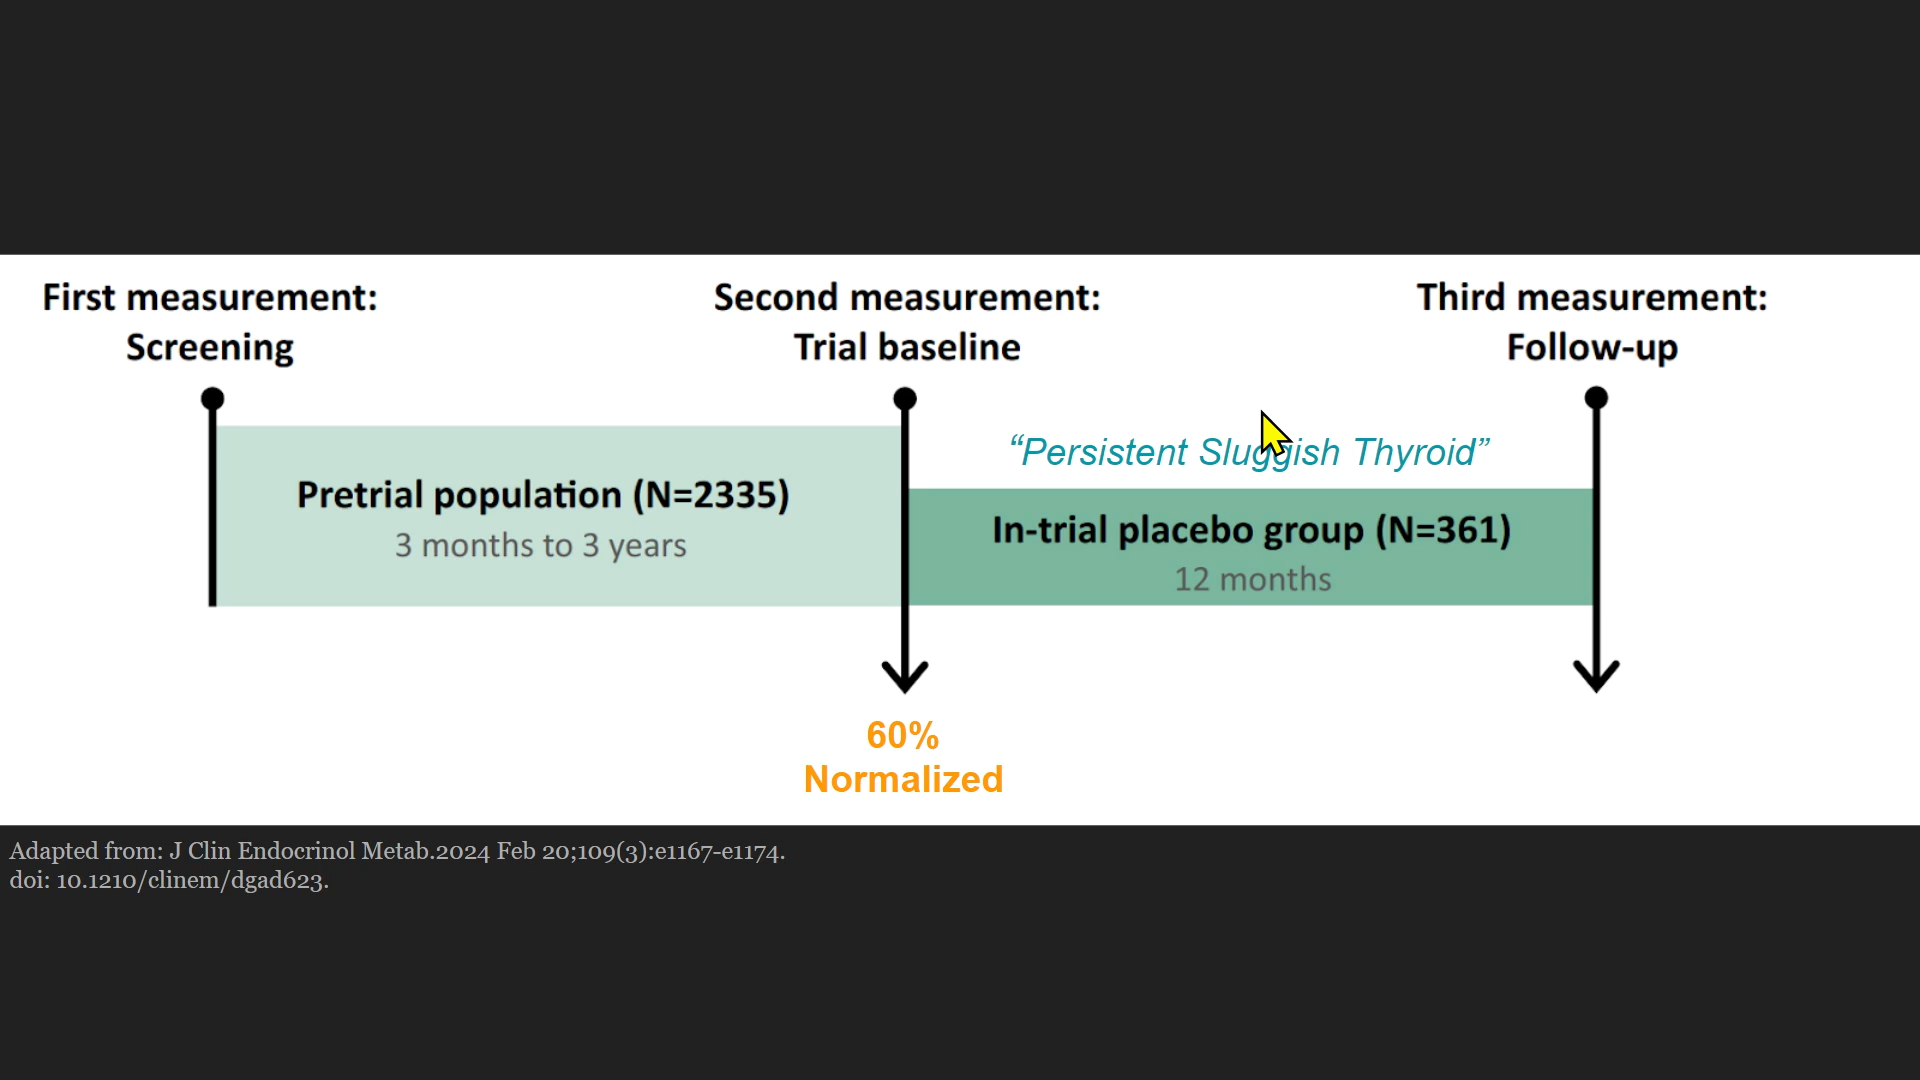 First measurement:
Screening
Second measurement:
Trial baseline
Third measurement:
Follow-up
Pretrial population (N=2335)
3 months to 3 years
“Persistent Sluggish Thyroid”
In-trial placebo group (N=361)
12 months
60%
Normalized
Adapted from: J Clin Endocrinol Metab.2024 Feb 20;109(3):e1167-e1174.
doi: 10.1210/clinem/dgad623.